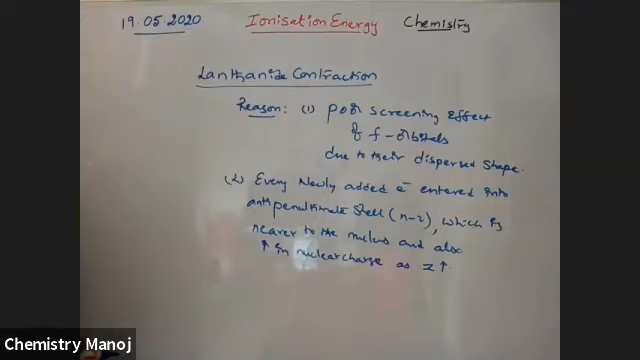 19.05.2020 Ionisation Energy Chemistry
Lanthanide Contraction
Reason: (1) poor screening Effect
of f-orbitals
due to their dispersed shape.
(2) Every Newly added e⁻ entered into
antipenultimate shell (n-2), which is
nearer to the nucleus and also
↑ in nuclear charge as Z↑.
Chemistry Manoj